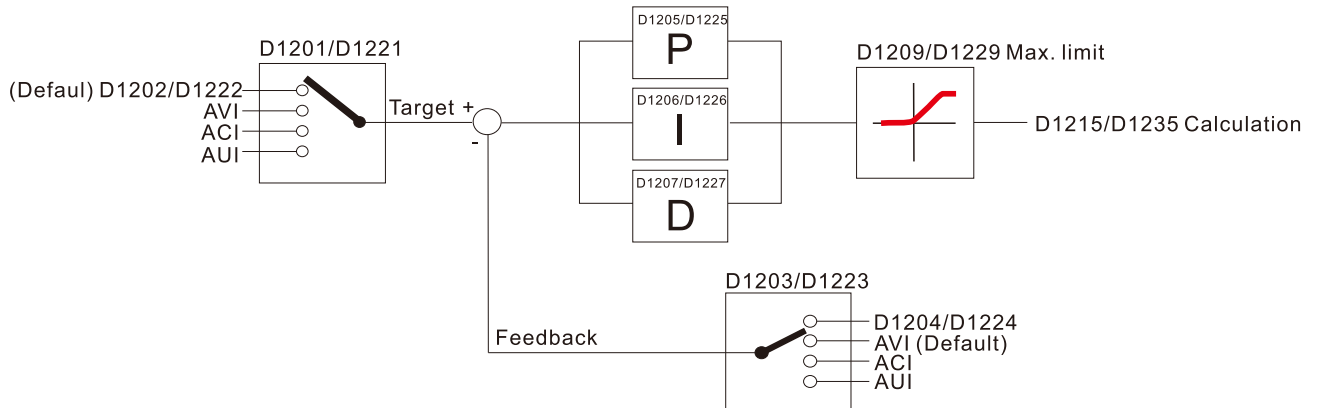 D1205/D1225
P
D1201/D1221
D1209/D1229 Max. limit
(Defaul) D1202/D1222
AVI
ACI
AUI
Target +
-
D1206/D1226
I
D1215/D1235 Calculation
D1207/D1227
D
D1203/D1223
Feedback
D1204/D1224
AVI (Default)
ACI
AUI